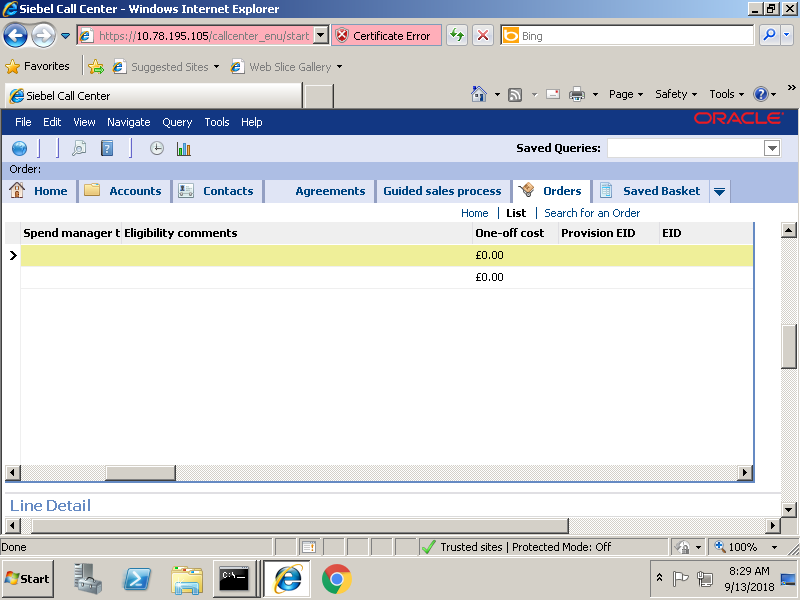 Siebel Call Center - Windows Internet Explorer
https://10.78.195.105/callcenter_enu/start
Certificate Error
Bing
Favorites
Suggested Sites
Web Slice Gallery
Siebel Call Center
Page
Safety
Tools
»
File Edit View Navigate Query Tools Help
ORACLE
Saved Queries:
Order:
Home Accounts Contacts Agreements Guided sales process Orders Saved Basket
Home | List | Search for an Order
Spend manager t Eligibility comments One-off cost Provision EID EID
£0.00
£0.00
Line Detail
Done
Trusted sites | Protected Mode: Off
100%
Start
C:\.
8:29 AM
9/13/2018